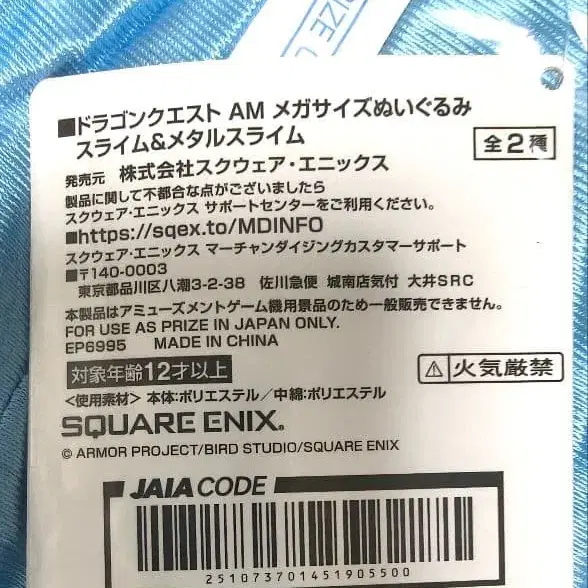 ■ドラゴンクエスト AM メガサイズぬいぐるみ
スライム&メタルスライム
全2種
発売元 株式会社スクウェア・エニックス
製品に関して不都合な点がございましたら
スクウェア・エニックス サポートセンターをご利用ください。
■https://sqex.to/MDINFO
スクウェア・エニックス マーチャンダイジングカスタマーサポート
■〒140-0003
東京都品川区八潮3-2-38 佐川急便 城南店気付 大井SRC
本製品はアミューズメントゲーム機用景品のため一般販売できません。
FOR USE AS PRIZE IN JAPAN ONLY.
EP6995 MADE IN CHINA
対象年齢12才以上
⚠火気厳禁
<使用素材> 本体:ポリエステル/中綿:ポリエステル
SQUARE ENIX®
© ARMOR PROJECT/BIRD STUDIO/SQUARE ENIX
JAIA CODE
251073701451905500